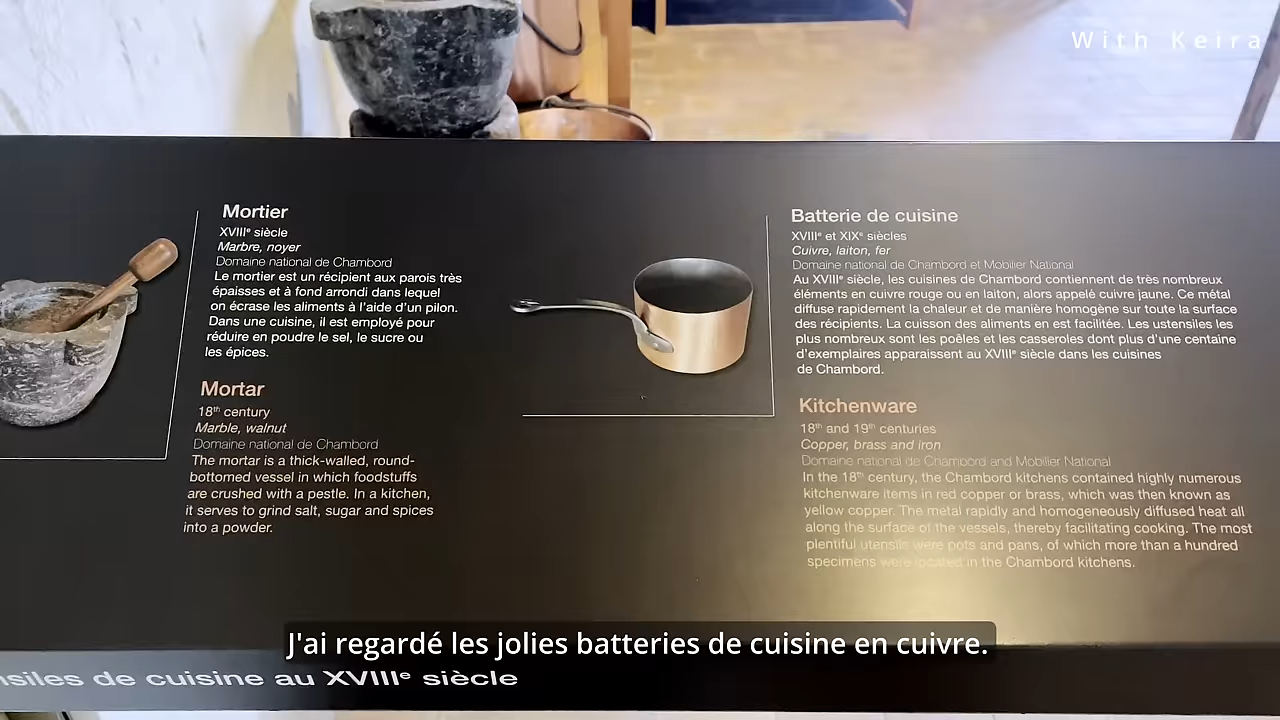 With Keira
Mortier
XVIIIᵉ siècle
Marbre, noyer
Domaine national de Chambord
Le mortier est un récipient aux parois très
épaisses et à fond arrondi dans lequel
on écrase les aliments à l'aide d'un pilon.
Dans une cuisine, il est employé pour
réduire en poudre le sel, le sucre ou
les épices.
Mortar
18ᵗʰ century
Marble, walnut
Domaine national de Chambord
The mortar is a thick-walled, round-
bottomed vessel in which foodstuffs
are crushed with a pestle. In a kitchen,
it serves to grind salt, sugar and spices
into a powder.
Batterie de cuisine
XVIIIᵉ et XIXᵉ siècles
Cuivre, laiton, fer
Domaine national de Chambord et Mobilier National
Au XVIIIᵉ siècle, les cuisines de Chambord contiennent de très nombreux
éléments en cuivre rouge ou en laiton, alors appelé cuivre jaune. Ce métal
diffuse rapidement la chaleur et de manière homogène sur toute la surface
des récipients. La cuisson des aliments en est facilitée. Les ustensiles les
plus nombreux sont les poêles et les casseroles dont plus d'une centaine
d'exemplaires apparaissent au XVIIIᵉ siècle dans les cuisines
de Chambord.
Kitchenware
18ᵗʰ and 19ᵗʰ centuries
Copper, brass and iron
Domaine national de Chambord and Mobilier National
In the 18ᵗʰ century, the Chambord kitchens contained highly numerous
kitchenware items in red copper or brass, which was then known as
yellow copper. The metal rapidly and homogeneously diffused heat all
along the surface of the vessels, thereby facilitating cooking. The most
plentiful utensils were pots and pans, of which more than a hundred
specimens were located in the Chambord kitchens.
J'ai regardé les jolies batteries de cuisine en cuivre.
nsiles de cuisine au XVIIIᵉ siècle